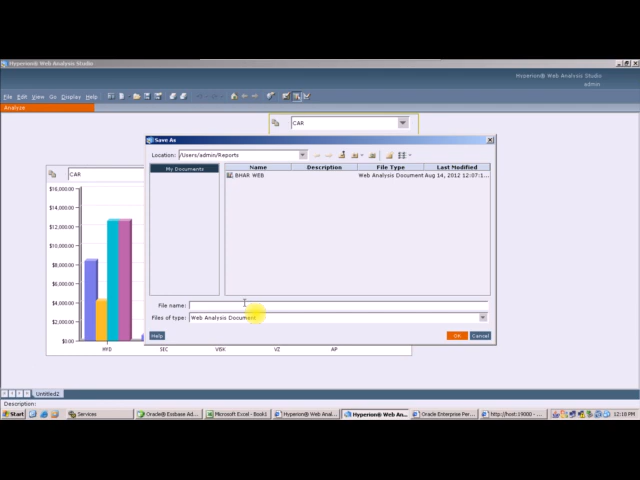 Hyperion® Web Analysis Studio
Hyperion® Web Analysis Studio
admin
File Edit View Go Display Help
Analyze
CAR
Save As
Location: /Users/admin/Reports
My Documents
Name Description File Type Last Modified
BHAR WEB Web Analysis Document Aug 14, 2012 12:07:1...
CAR
$16,000.00
$14,000.00
$12,000.00
$10,000.00
$8,000.00
$6,000.00
$4,000.00
$2,000.00
$0.00
File name:
Files of type: Web Analysis Document
Help OK Cancel
HYD SEC VISK VZ AP
Untitled2
Description:
Start Services Oracle® Essbase Ad... Microsoft Excel - Book1 Hyperion® Web Anal... Hyperion® Web An... Oracle Enterprise Per... http://host:19000 - ... 12:18 PM